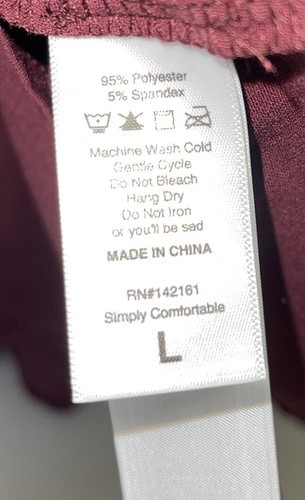 95% Polyester
5% Spandex
Machine Wash Cold
Gentle Cycle
Do Not Bleach
Hang Dry
Do Not Iron
or you'll be sad
MADE IN CHINA
RN#142161
Simply Comfortable
L